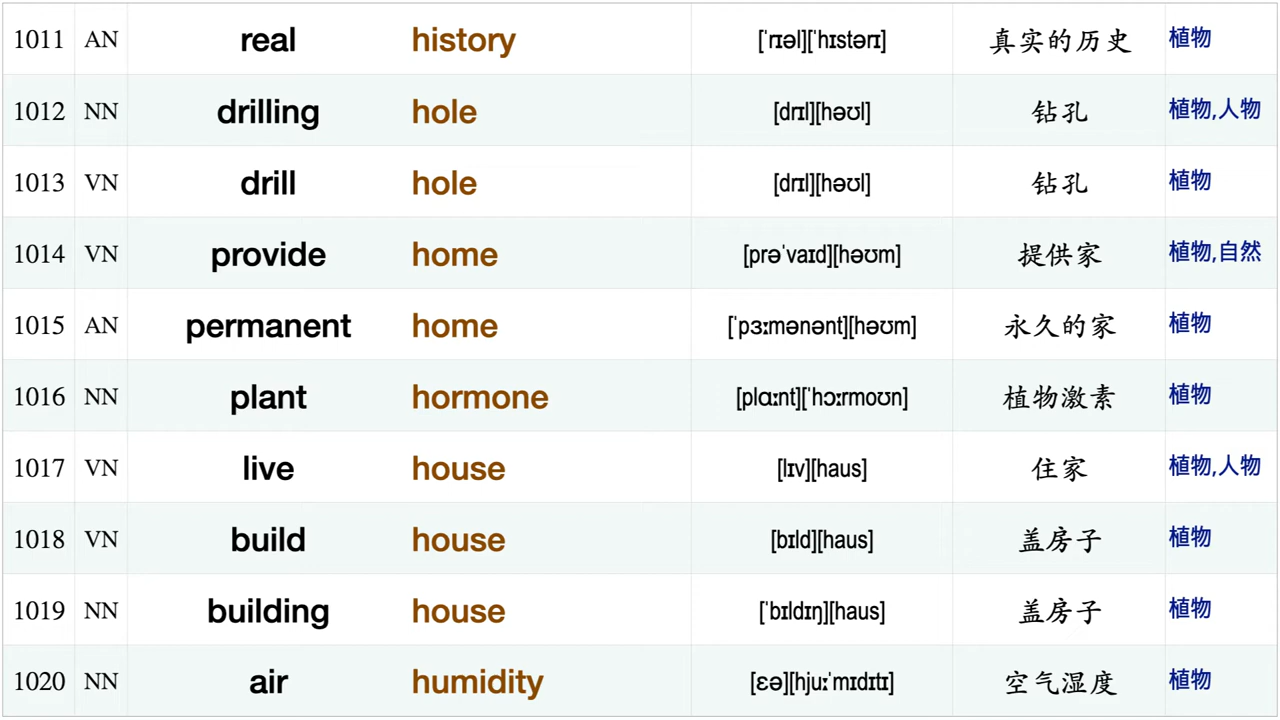 1011 AN real history [ˈrɪəl][ˈhɪstərɪ] 真实的历史 植物
1012 NN drilling hole [drɪl][həʊl] 钻孔 植物,人物
1013 VN drill hole [drɪl][həʊl] 钻孔 植物
1014 VN provide home [prəˈvaɪd][həʊm] 提供家 植物,自然
1015 AN permanent home [ˈpɜːmənənt][həʊm] 永久的家 植物
1016 NN plant hormone [plɑːnt][ˈhɔːrmoʊn] 植物激素 植物
1017 VN live house [lɪv][haus] 住家 植物,人物
1018 VN build house [bɪld][haus] 盖房子 植物
1019 NN building house [ˈbɪldɪŋ][haus] 盖房子 植物
1020 NN air humidity [ɛə][hjuːˈmɪdɪtɪ] 空气湿度 植物